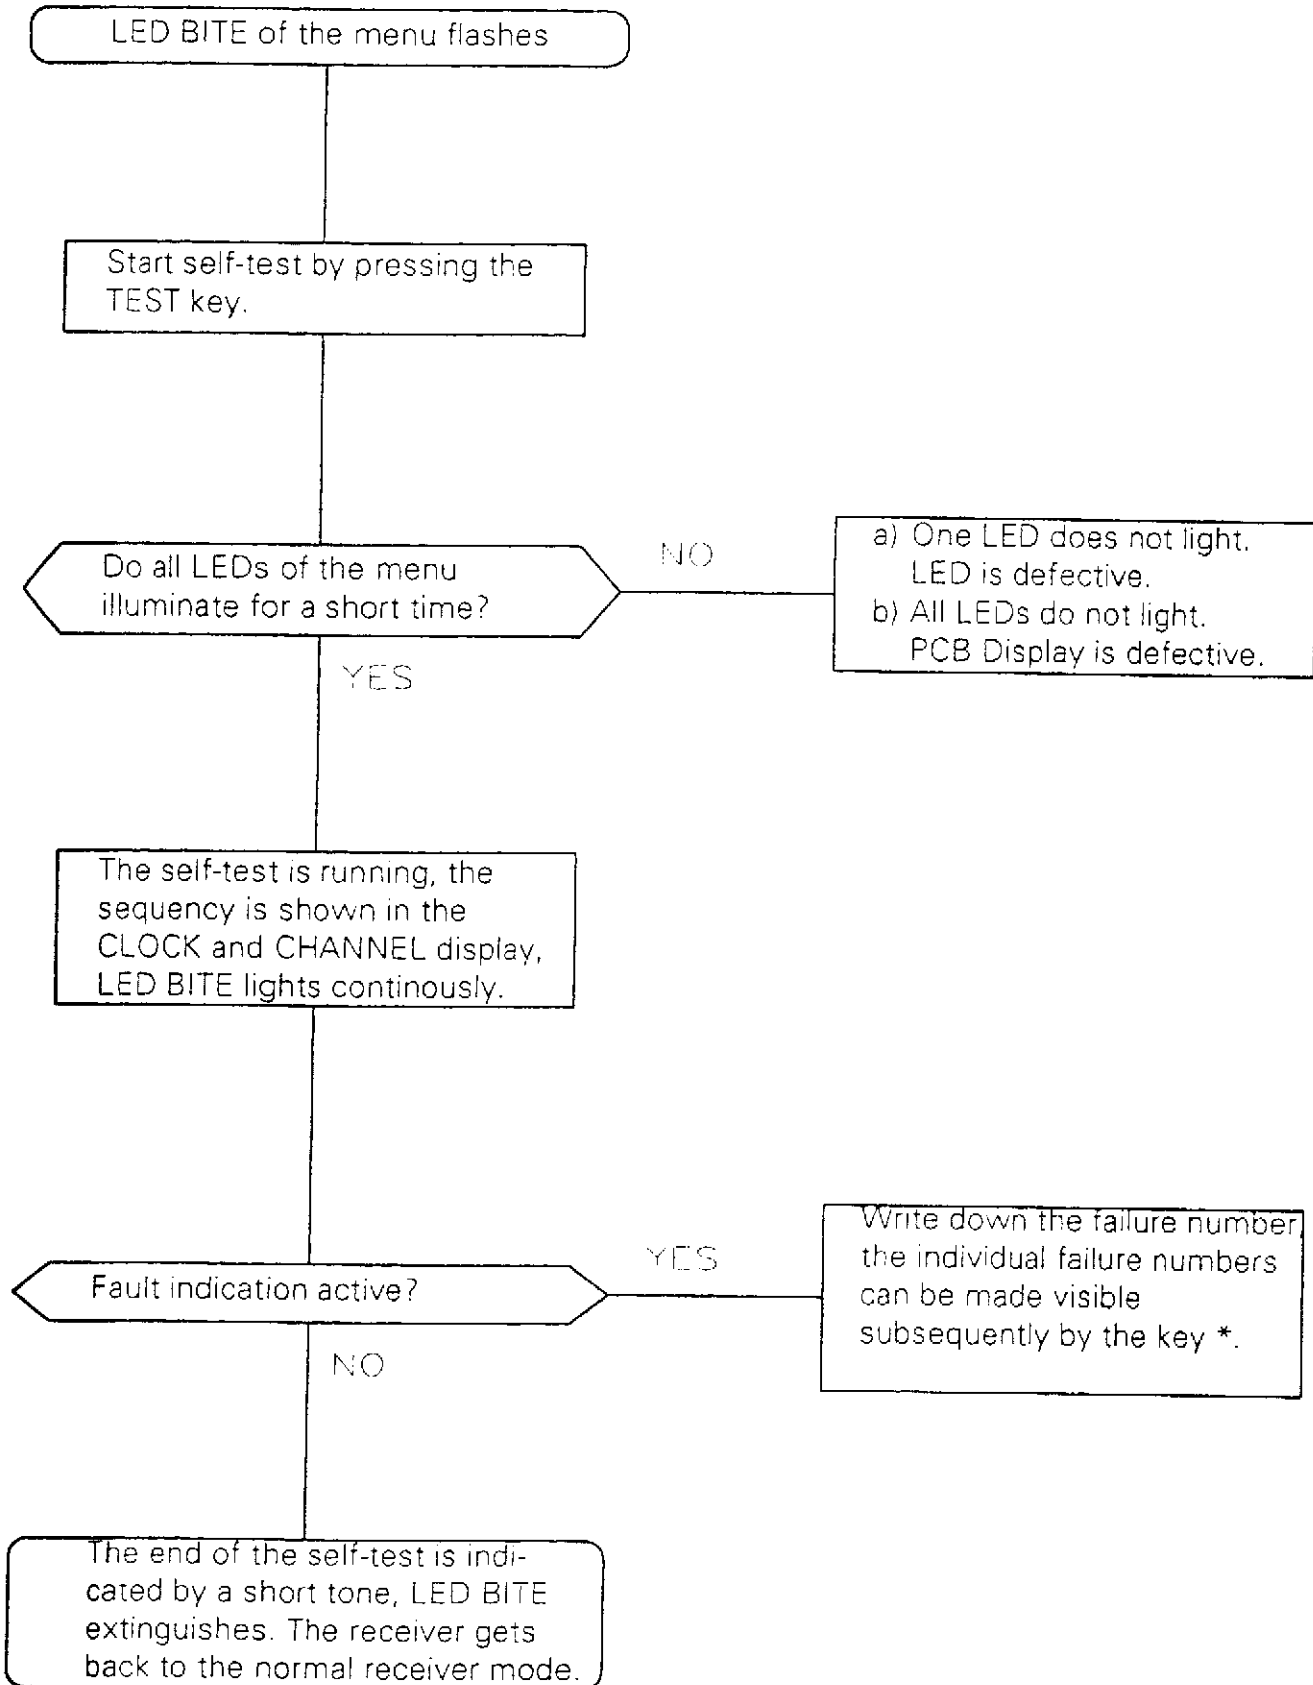 LED BITE of the menu flashes
Start self-test by pressing the
TEST key.
Do all LEDs of the menu
illuminate for a short time?
NO
a) One LED does not light.
LED is defective.
b) All LEDs do not light.
PCB Display is defective.
YES
The self-test is running, the
sequency is shown in the
CLOCK and CHANNEL display,
LED BITE lights continously.
Fault indication active?
YES
Write down the failure number,
the individual failure numbers
can be made visible
subsequently by the key *.
NO
The end of the self-test is indi-
cated by a short tone, LED BITE
extinguishes. The receiver gets
back to the normal receiver mode.